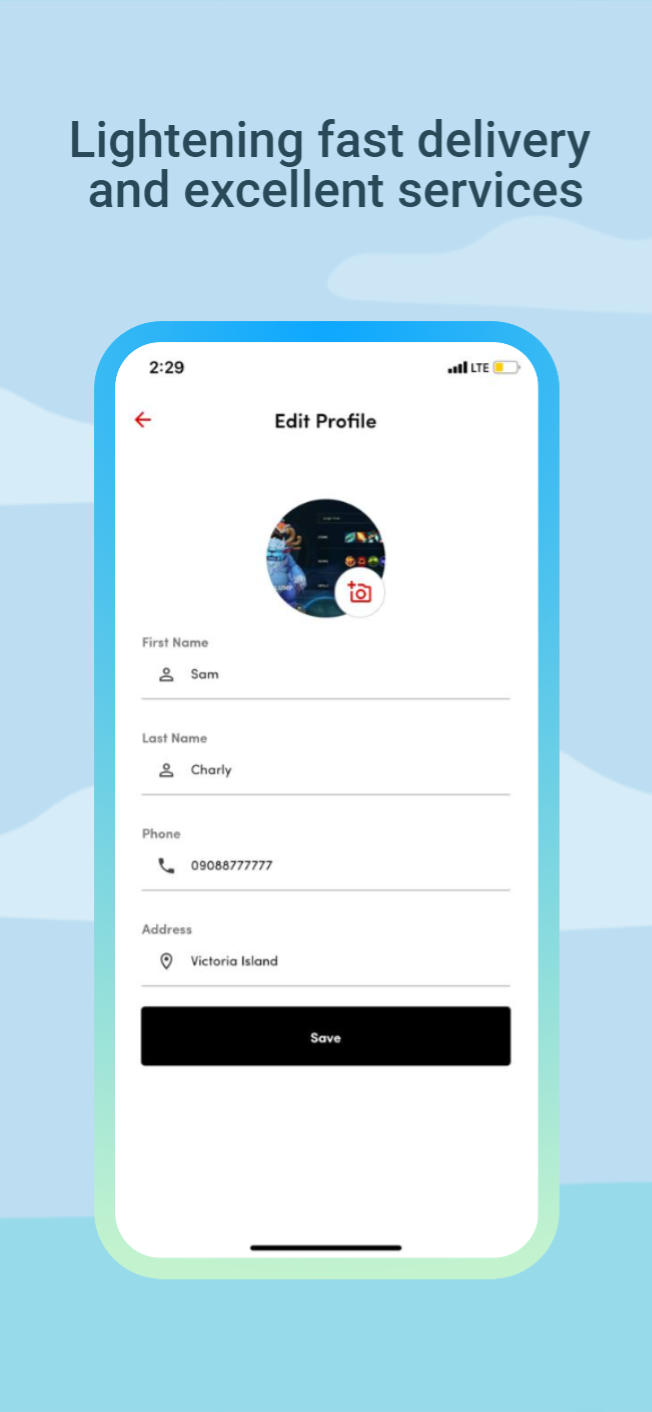 Lightening fast delivery
and excellent services
2:29
LTE
Edit Profile
First Name
Sam
Last Name
Charly
Phone
09088777777
Address
Victoria Island
Save